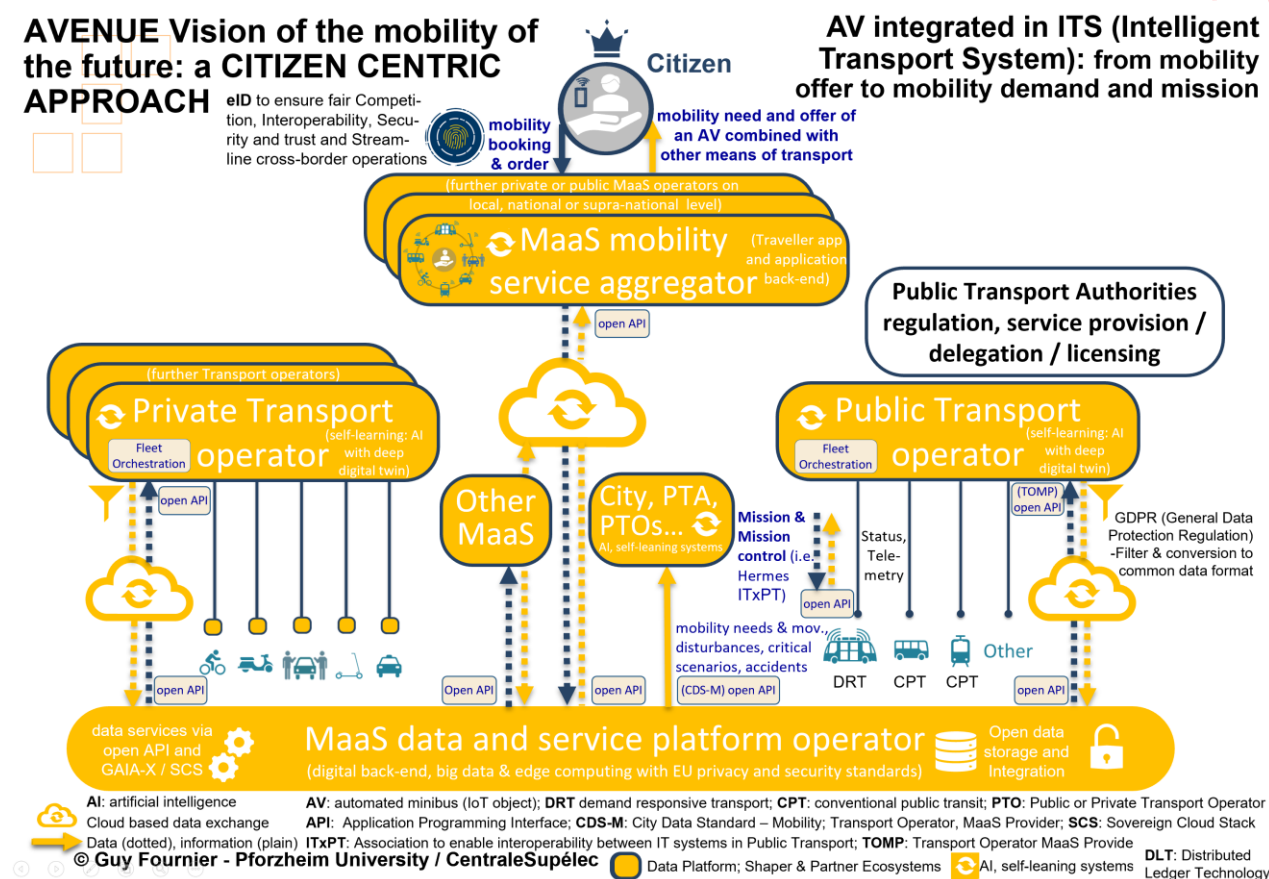 AVENUE Vision of the mobility of
the future: a CITIZEN CENTRIC
APPROACH
eID to ensure fair Competi-
tion, Interoperability, Secu-
rity and trust and Stream-
line cross-border operations
Citizen
AV integrated in ITS (Intelligent
Transport System): from mobility
offer to mobility demand and mission
mobility
booking
& order
mobility need and offer of
an AV combined with
other means of transport
(further private or public MaaS operators on
local, national or supra-national level)
MaaS mobility
service aggregator
(Traveller app
and application
back-end)
open API
Public Transport Authorities
regulation, service provision /
delegation / licensing
(further Transport operators)
Private Transport
operator
(self-learning: AI
with deep
digital twin)
Fleet
Orchestration
open API
Public Transport
operator
(self-learning: AI
with deep
digital twin)
Fleet
Orchestration
(TOMP)
open API
Other
MaaS
City, PTA,
PTOs...
AI, self-leaning systems
Mission &
Mission
control (i.e.
Hermes
ITxPT)
open API
Status,
Tele-
metry
GDPR (General Data
Protection Regulation)
-Filter & conversion to
common data format
mobility needs & mov.,
disturbances, critical
scenarios, accidents
DRT
CPT
CPT
Other
open API
Open API
open API
(CDS-M) open API
open API
data services via
open API and
GAIA-X / SCS
MaaS data and service platform operator
(digital back-end, big data & edge computing with EU privacy and security standards)
Open data
storage and
Integration
AI: artificial intelligence
Cloud based data exchange
Data (dotted), information (plain)
AV: automated minibus (IoT object); DRT demand responsive transport; CPT: conventional public transit; PTO: Public or Private Transport Operator
API: Application Programming Interface; CDS-M: City Data Standard – Mobility; Transport Operator, MaaS Provider; SCS: Sovereign Cloud Stack
ITxPT: Association to enable interoperability between IT systems in Public Transport; TOMP: Transport Operator MaaS Provide
© Guy Fournier - Pforzheim University / CentraleSupélec
Data Platform; Shaper & Partner Ecosystems
AI, self-leaning systems
DLT: Distributed
Ledger Technology